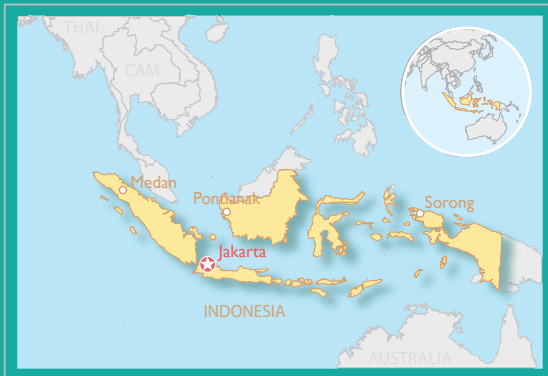 THAI.
CAM.
Medan
Pontianak
Sorong
Jakarta
INDONESIA
AUSTRALIA